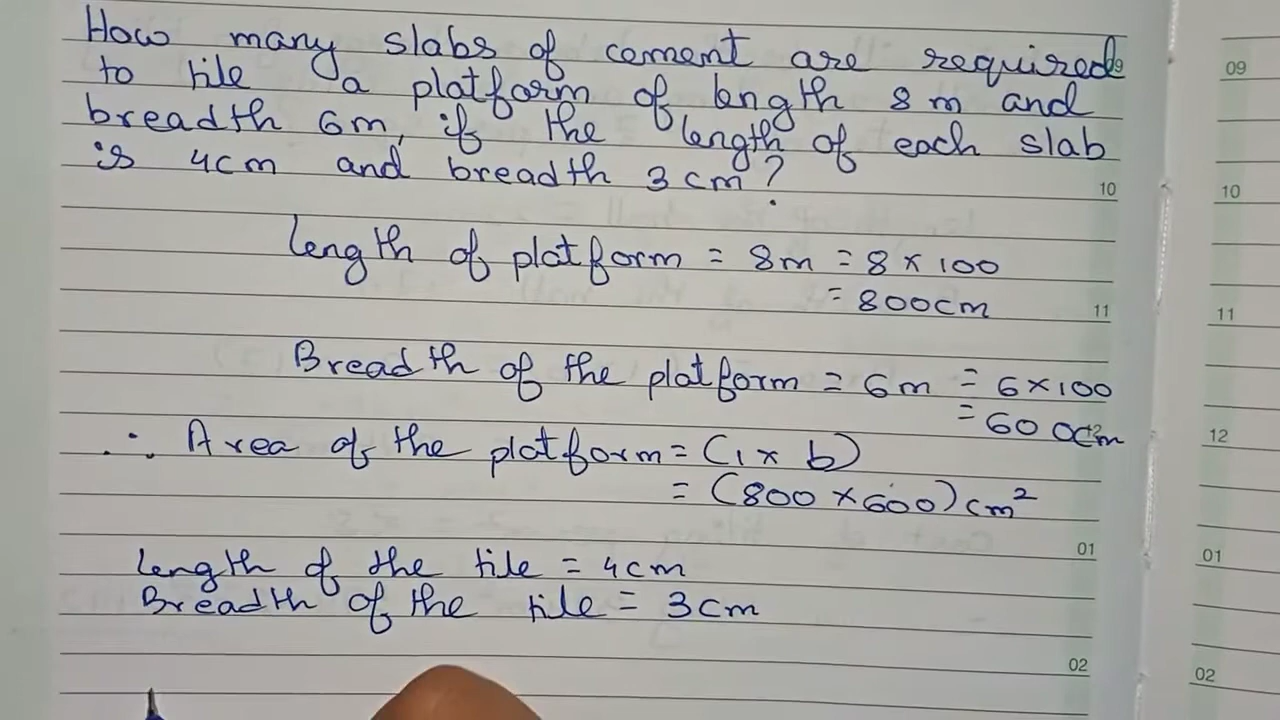 How many slabs of cement are required
to tile a platform of length 8 m and
breadth 6m, if the length of each slab
is 4cm and breadth 3cm?
length of platform = 8m = 8 × 100
= 800cm
Breadth of the platform = 6m = 6×100
= 600cm
∴ Area of the platform = (l × b)
= (800 × 600) cm²
length of the tile = 4cm
Breadth of the tile = 3cm
09
10
11
12
01
02
10
11
01
02